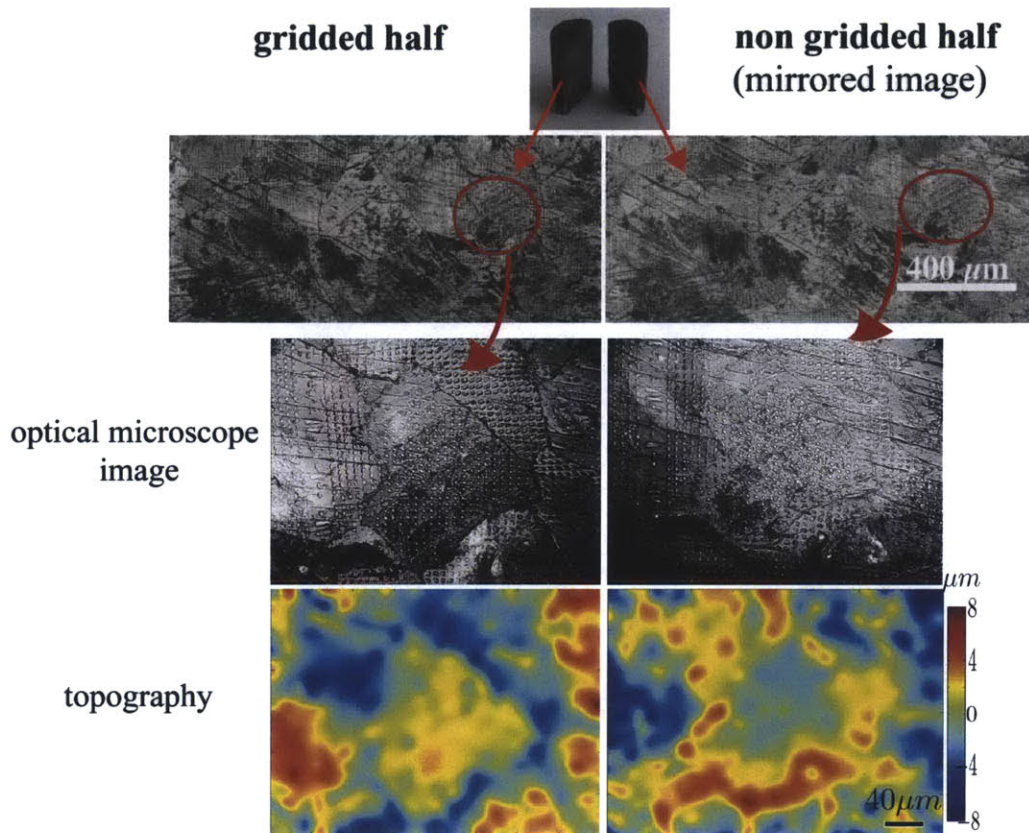 gridded half
non gridded half
(mirrored image)
400 μm
optical microscope
image
μm
8
4
0
-4
-8
topography
40μm